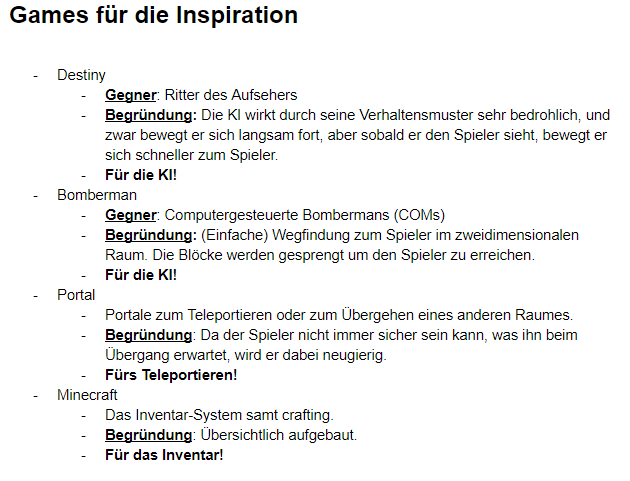 Games für die Inspiration
- Destiny
- Gegner: Ritter des Aufsehers
- Begründung: Die KI wirkt durch seine Verhaltensmuster sehr bedrohlich, und
zwar bewegt er sich langsam fort, aber sobald er den Spieler sieht, bewegt er
sich schneller zum Spieler.
- Für die KI!
- Bomberman
- Gegner: Computergesteuerte Bombermans (COMs)
- Begründung: (Einfache) Wegfindung zum Spieler im zweidimensionalen
Raum. Die Blöcke werden gesprengt um den Spieler zu erreichen.
- Für die KI!
- Portal
- Portale zum Teleportieren oder zum Übergehen eines anderen Raumes.
- Begründung: Da der Spieler nicht immer sicher sein kann, was ihn beim
Übergang erwartet, wird er dabei neugierig.
- Fürs Teleportieren!
- Minecraft
- Das Inventar-System samt crafting.
- Begründung: Übersichtlich aufgebaut.
- Für das Inventar!